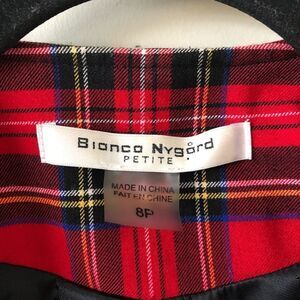 Bianca Nygård
PETITE
MADE IN CHINA
FAIT EN CHINE
8P